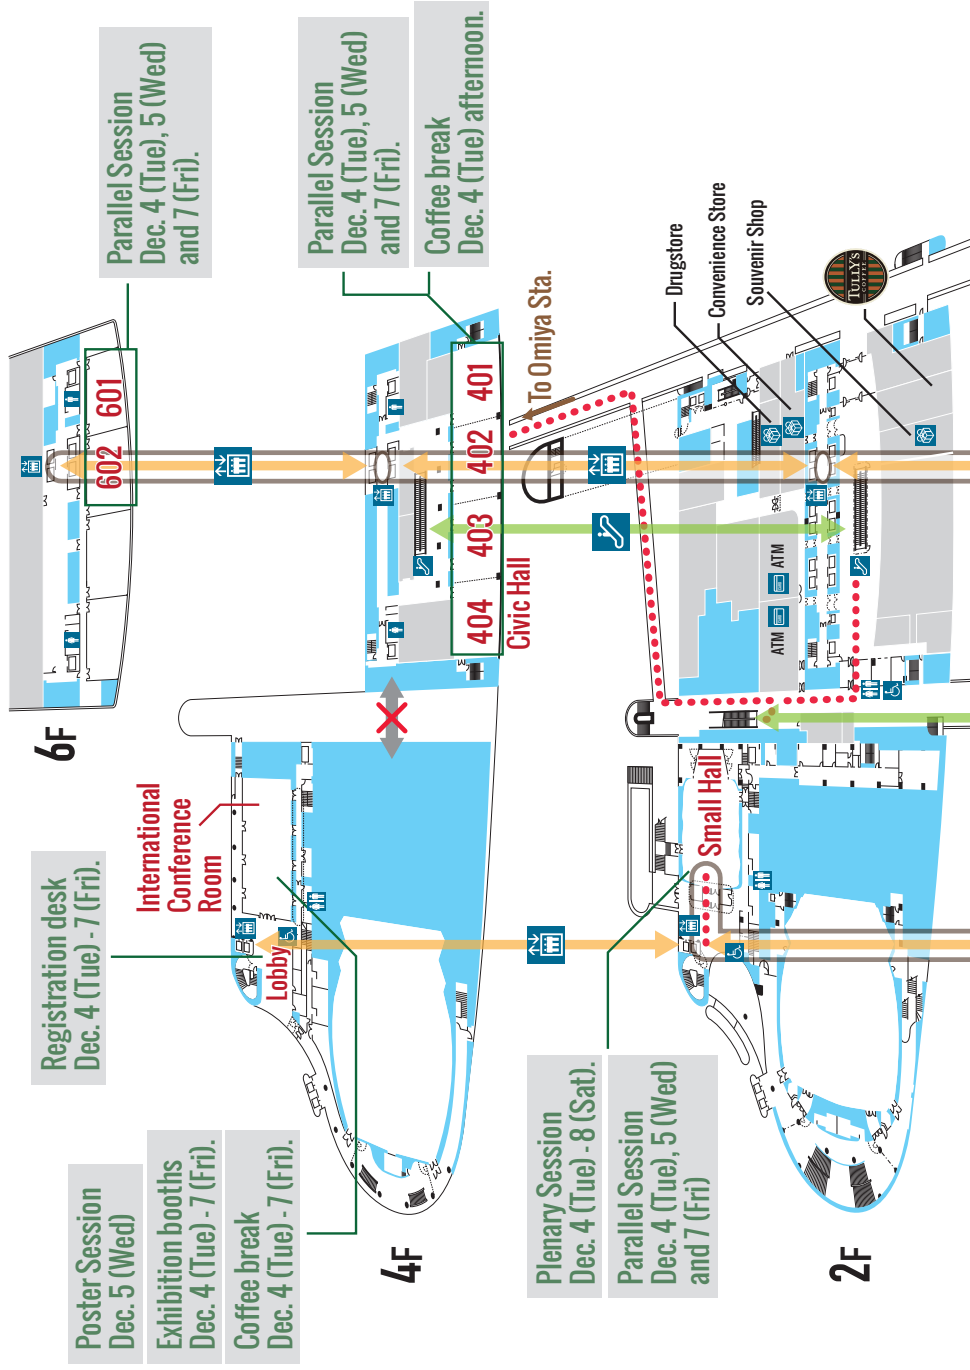 6F
Parallel Session
Dec. 4 (Tue), 5 (Wed)
and 7 (Fri).
602
601
Registration desk
Dec. 4 (Tue) - 7 (Fri).
Poster Session
Dec. 5 (Wed)
Exhibition booths
Dec. 4 (Tue) - 7 (Fri).
Coffee break
Dec. 4 (Tue) - 7 (Fri).
International
Conference
Room
Lobby
4F
Parallel Session
Dec. 4 (Tue), 5 (Wed)
and 7 (Fri).
Coffee break
Dec. 4 (Tue) afternoon.
404
403
402
401
Civic Hall
To Omiya Sta.
Plenary Session
Dec. 4 (Tue) - 8 (Sat).
Parallel Session
Dec. 4 (Tue), 5 (Wed)
and 7 (Fri)
2F
Small Hall
ATM
ATM
Drugstore
Convenience Store
Souvenir Shop
TULLY'S
COFFEE